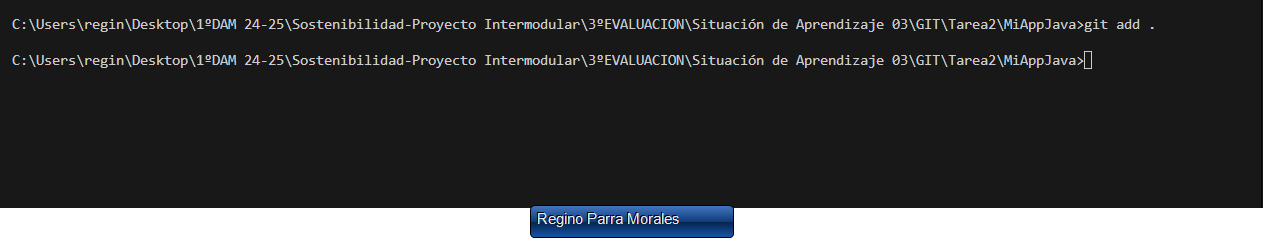 C:\Users\regin\Desktop\1ºDAM 24-25\Sostenibilidad-Proyecto Intermodular\3ºEVALUACION\Situación de Aprendizaje 03\GIT\Tarea2\MiAppJava>git add .
C:\Users\regin\Desktop\1ºDAM 24-25\Sostenibilidad-Proyecto Intermodular\3ºEVALUACION\Situación de Aprendizaje 03\GIT\Tarea2\MiAppJava>
Regino Parra Morales